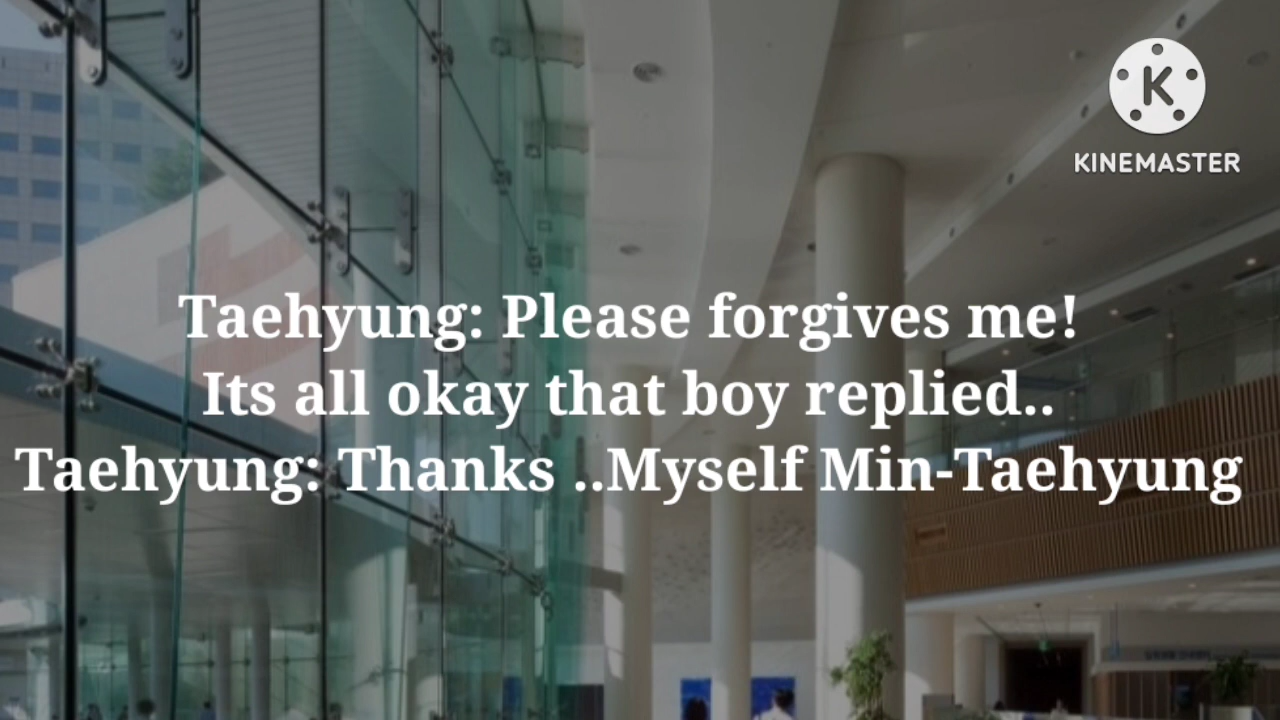 K
KINEMASTER
Taehyung: Please forgives me!
Its all okay that boy replied..
Taehyung: Thanks ..Myself Min-Taehyung